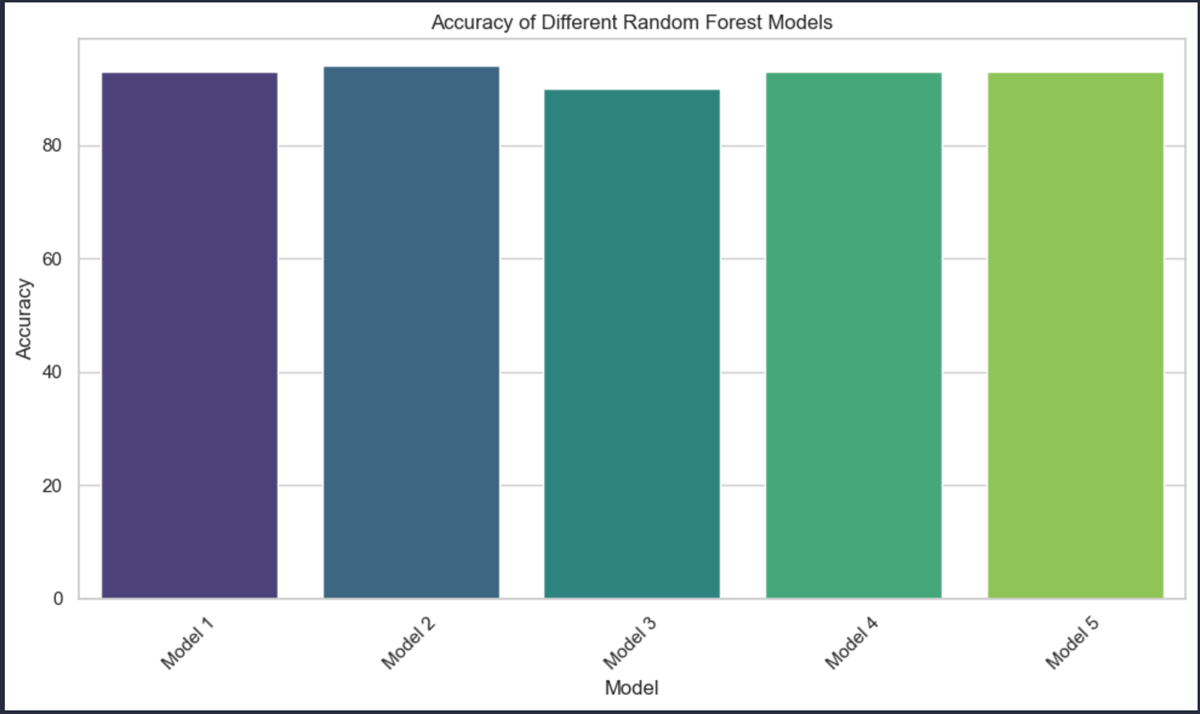 Accuracy of Different Random Forest Models
80
60
40
20
0
Accuracy
Model 1
Model 2
Model 3
Model 4
Model 5
Model